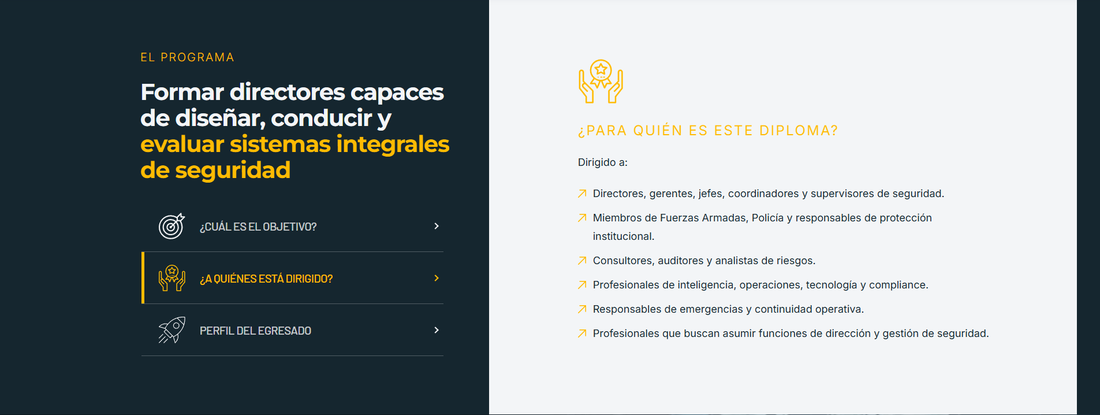 EL PROGRAMA
Formar directores capaces
de diseñar, conducir y
evaluar sistemas integrales
de seguridad
¿CUÁL ES EL OBJETIVO?
¿A QUIÉNES ESTÁ DIRIGIDO?
PERFIL DEL EGRESADO
¿PARA QUIÉN ES ESTE DIPLOMA?
Dirigido a:
Directores, gerentes, jefes, coordinadores y supervisores de seguridad.
Miembros de Fuerzas Armadas, Policía y responsables de protección
institucional.
Consultores, auditores y analistas de riesgos.
Profesionales de inteligencia, operaciones, tecnología y compliance.
Responsables de emergencias y continuidad operativa.
Profesionales que buscan asumir funciones de dirección y gestión de seguridad.